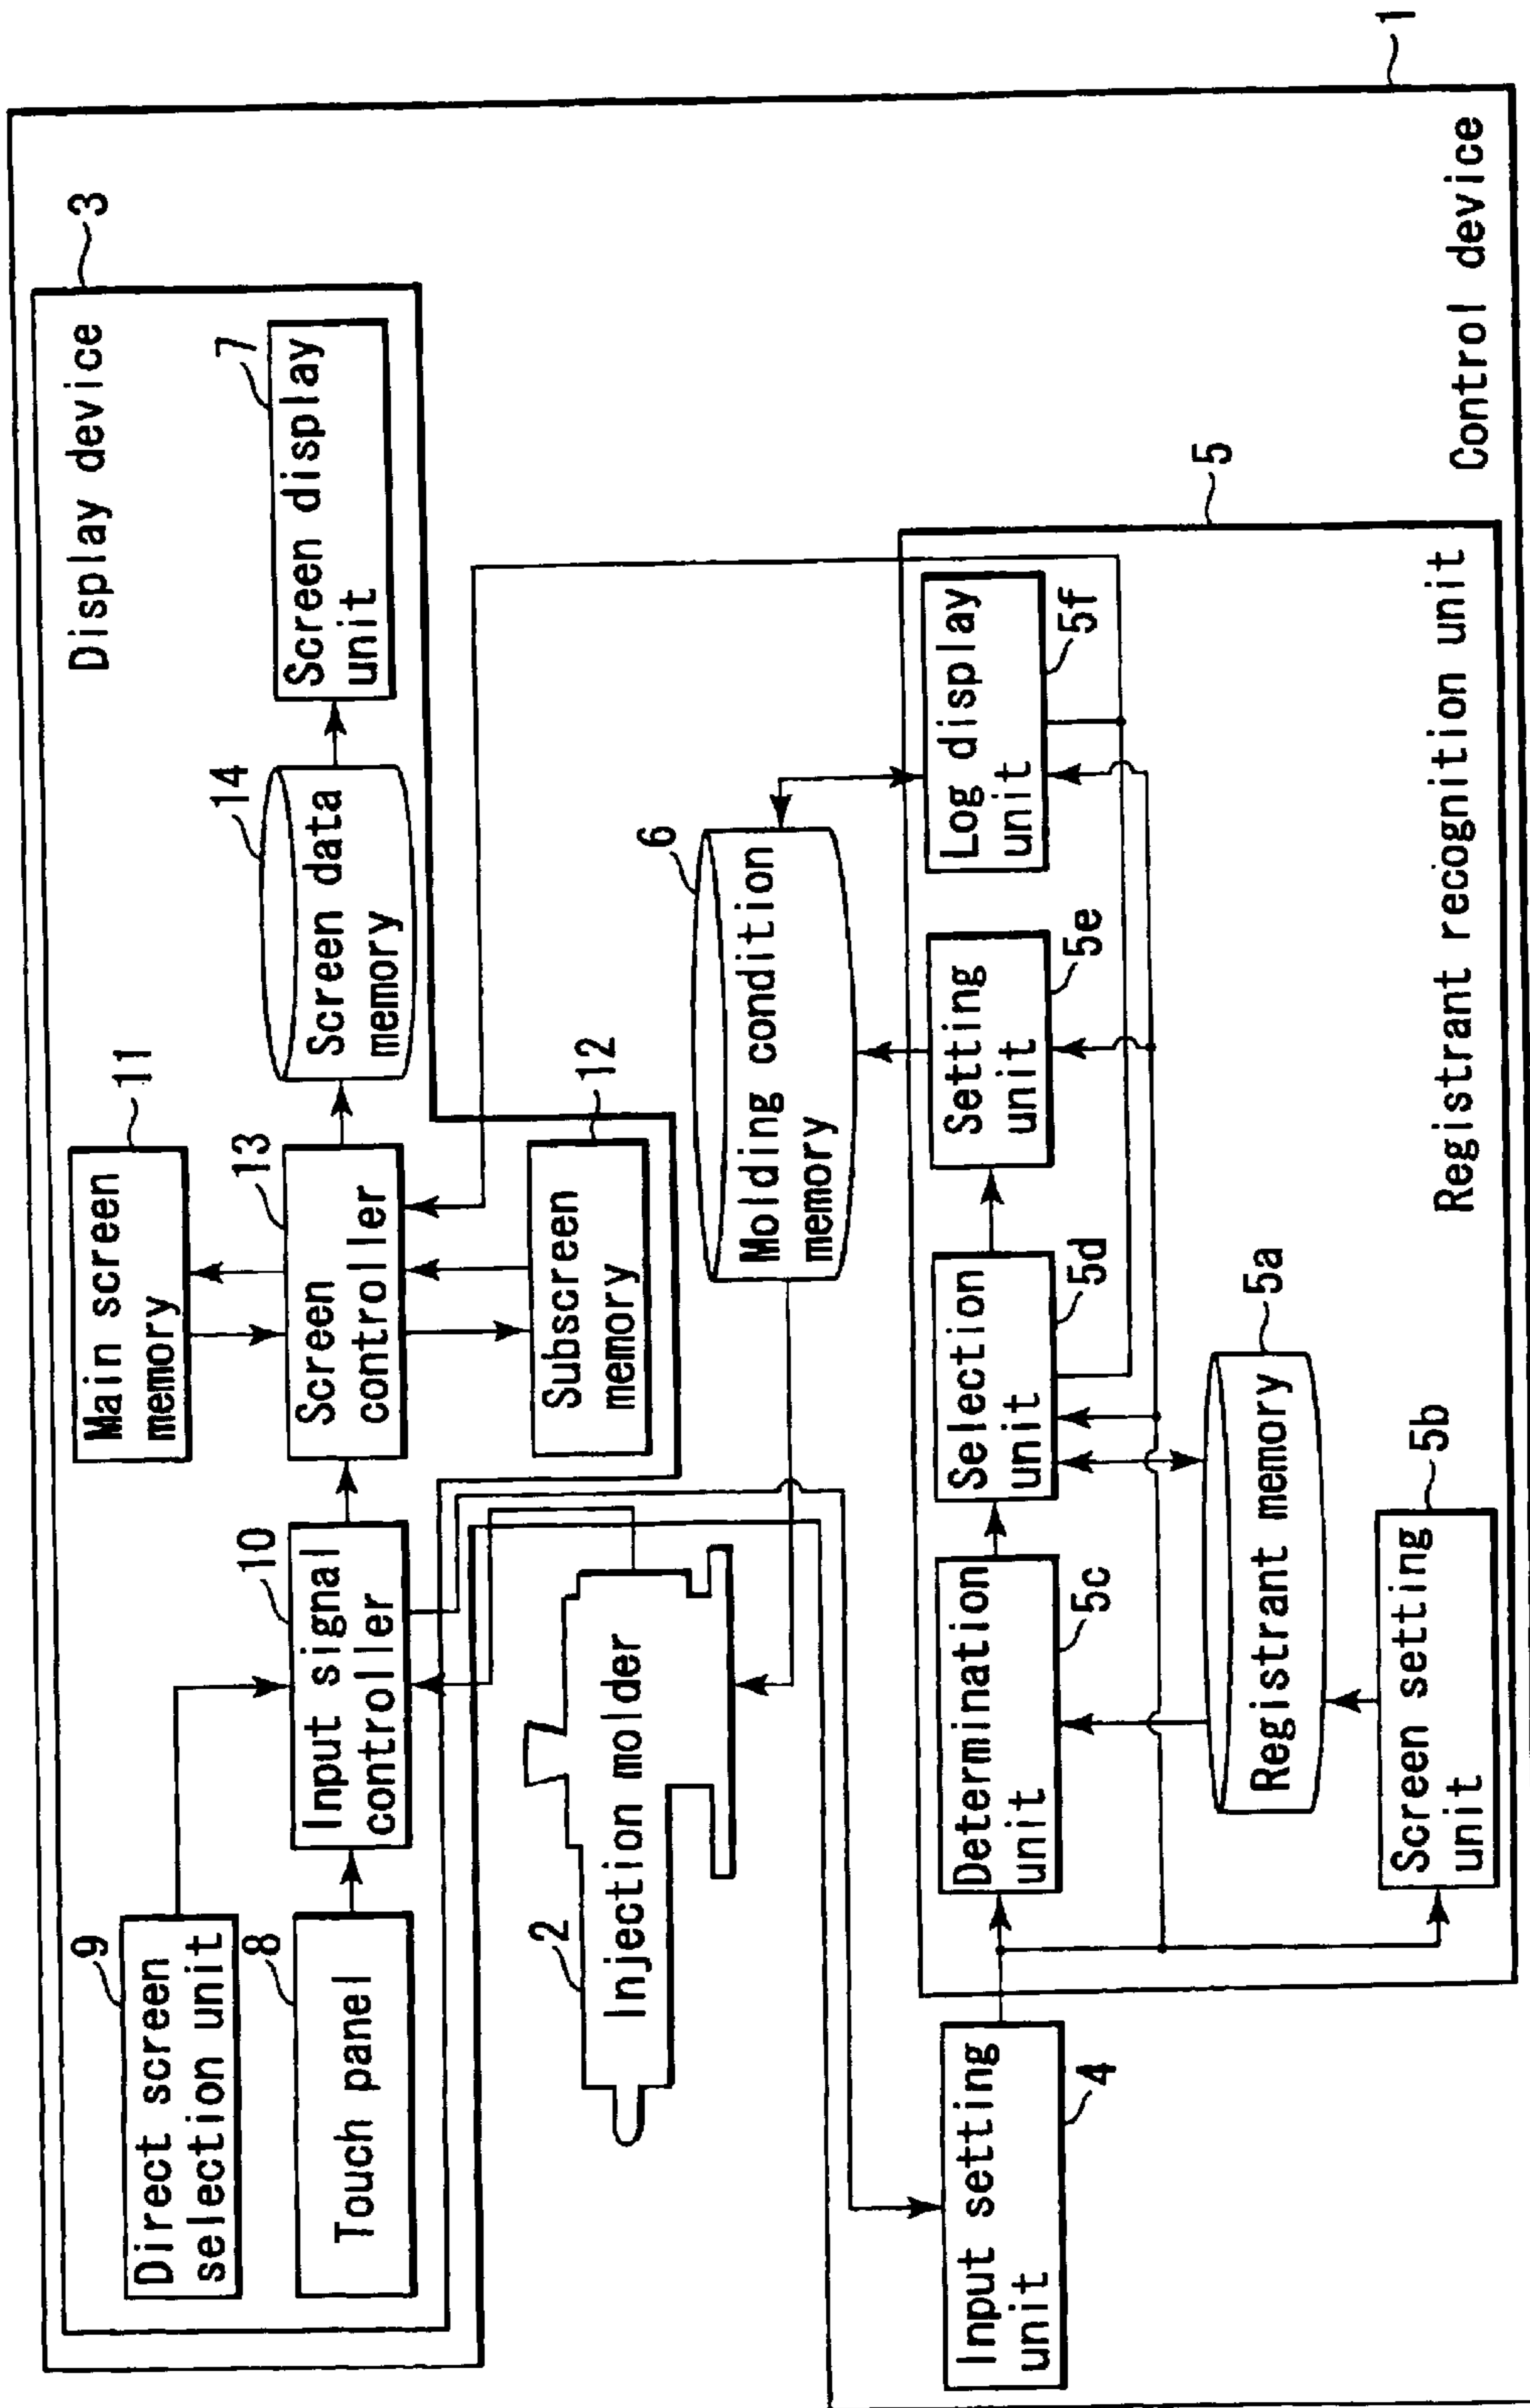 Display device
3
1
9
Direct screen
selection unit
8
Touch panel
10
Input signal
controller
Main screen
memory
11
13
Screen
controller
Subscreen
memory
12
14
Screen data
memory
7
Screen display
unit
2
Injection molder
6
Molding condition
memory
Input setting
unit
4
5
Determination
unit
5c
Selection
unit
5d
Setting
unit
5e
Log display
unit
5f
Registrant memory
5a
Screen setting
unit
5b
Registrant recognition unit
Control device